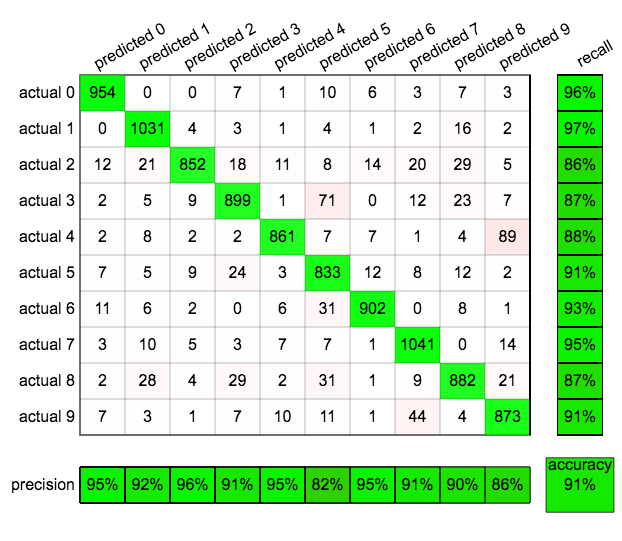 predicted 0 predicted 1 predicted 2 predicted 3 predicted 4 predicted 5 predicted 6 predicted 7 predicted 8 predicted 9 recall
actual 0 954 0 0 7 1 10 6 3 7 3 96%
actual 1 0 1031 4 3 1 4 1 2 16 2 97%
actual 2 12 21 852 18 11 8 14 20 29 5 86%
actual 3 2 5 9 899 1 71 0 12 23 7 87%
actual 4 2 8 2 2 861 7 7 1 4 89 88%
actual 5 7 5 9 24 3 833 12 8 12 2 91%
actual 6 11 6 2 0 6 31 902 0 8 1 93%
actual 7 3 10 5 3 7 7 1 1041 0 14 95%
actual 8 2 28 4 29 2 31 1 9 882 21 87%
actual 9 7 3 1 7 10 11 1 44 4 873 91%
accuracy
precision 95% 92% 96% 91% 95% 82% 95% 91% 90% 86% 91%